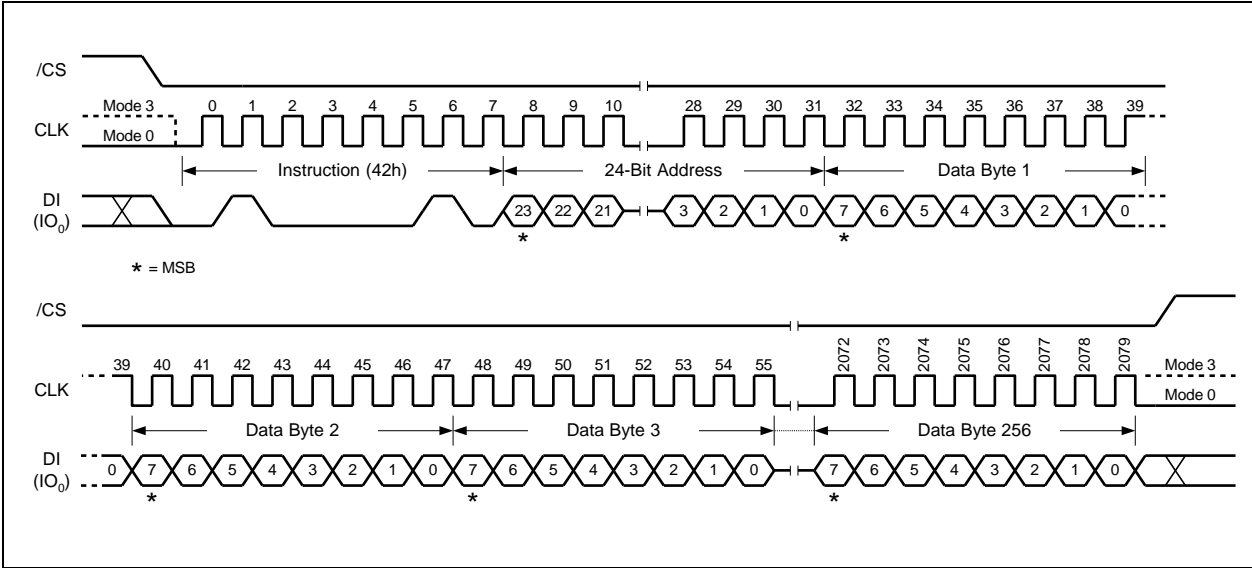 /CS
Mode 3
0 1 2 3 4 5 6 7 8 9 10 28 29 30 31 32 33 34 35 36 37 38 39
CLK
Mode 0
Instruction (42h) 24-Bit Address Data Byte 1
DI
(IO0)
23 22 21 3 2 1 0 7 6 5 4 3 2 1 0
* *
* = MSB
/CS
39 40 41 42 43 44 45 46 47 48 49 50 51 52 53 54 55 2072 2073 2074 2075 2076 2077 2078 2079
Mode 3
CLK
Mode 0
Data Byte 2 Data Byte 3 Data Byte 256
DI
(IO0)
0 7 6 5 4 3 2 1 0 7 6 5 4 3 2 1 0 7 6 5 4 3 2 1 0
* * *